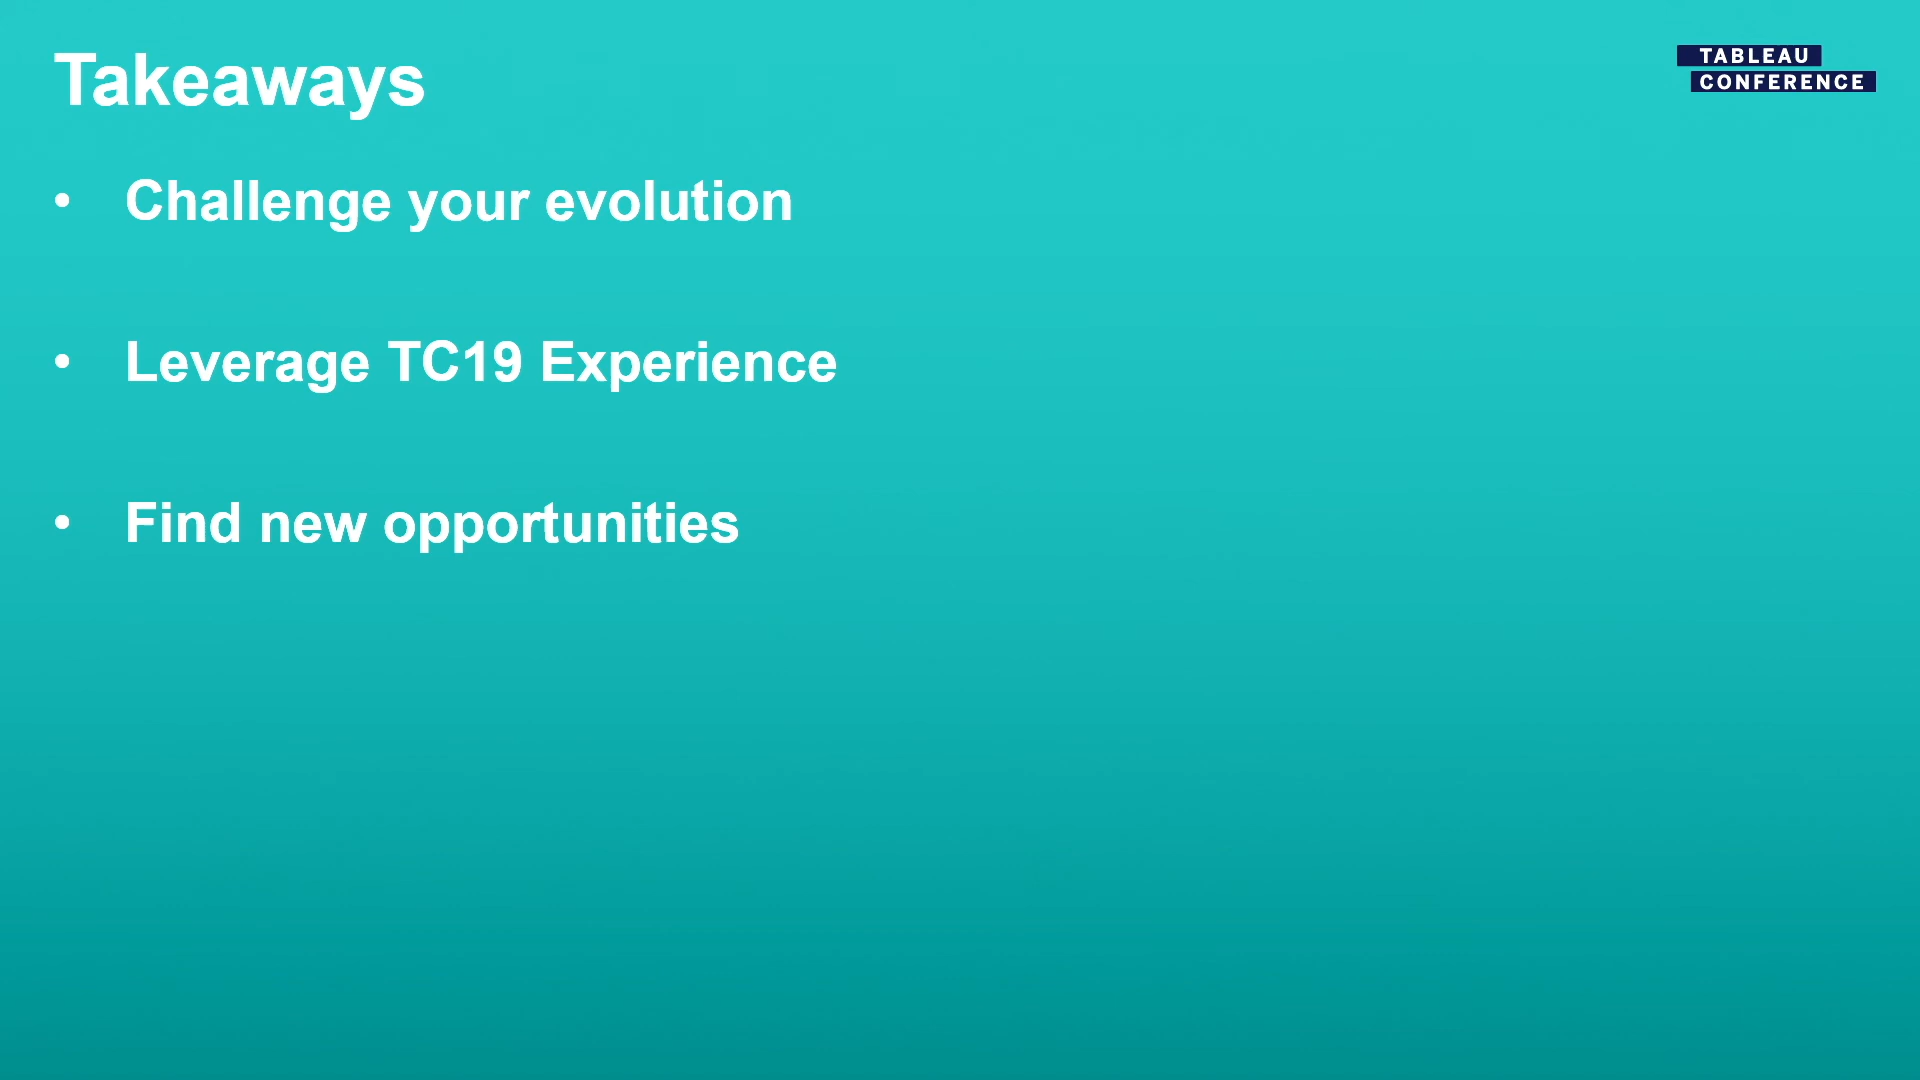 Takeaways
TABLEAU
CONFERENCE
• Challenge your evolution
• Leverage TC19 Experience
• Find new opportunities